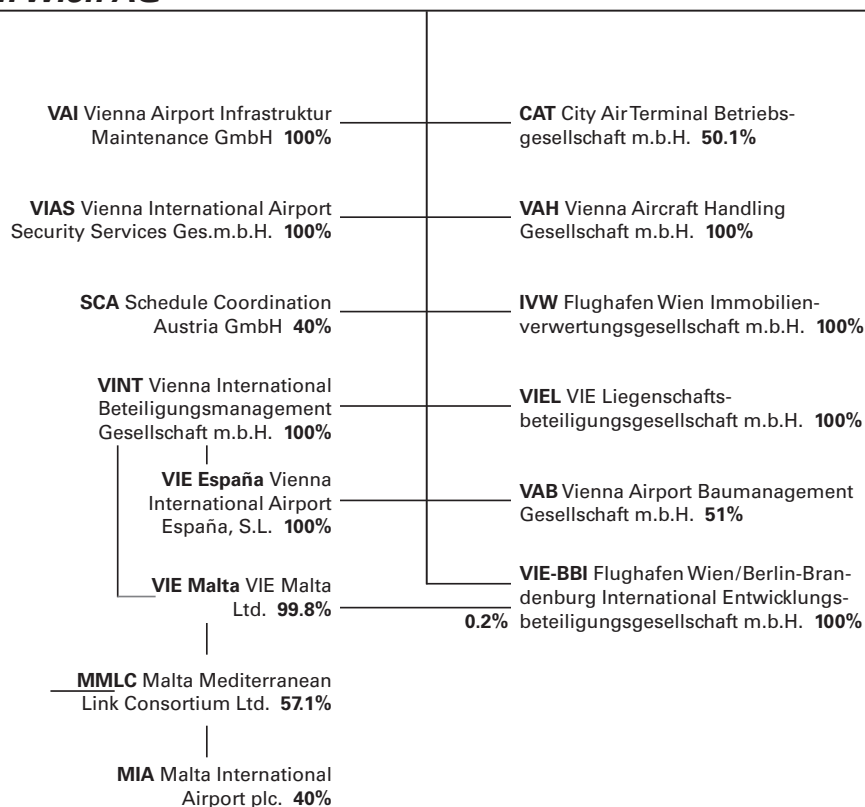 VAI Vienna Airport Infrastruktur
Maintenance GmbH 100%
VIAS Vienna International Airport
Security Services Ges.m.b.H. 100%
SCA Schedule Coordination
Austria GmbH 40%
VINT Vienna International
Beteiligungsmanagement
Gesellschaft m.b.H. 100%
VIE España Vienna
International Airport
España, S.L. 100%
VIE Malta VIE Malta
Ltd. 99.8%
MMLC Malta Mediterranean
Link Consortium Ltd. 57.1%
MIA Malta International
Airport plc. 40%
CAT City Air Terminal Betriebs-
gesellschaft m.b.H. 50.1%
VAH Vienna Aircraft Handling
Gesellschaft m.b.H. 100%
IVW Flughafen Wien Immobilien-
verwertungsgesellschaft m.b.H. 100%
VIEL VIE Liegenschafts-
beteiligungsgesellschaft m.b.H. 100%
VAB Vienna Airport Baumanagement
Gesellschaft m.b.H. 51%
VIE-BBI Flughafen Wien/Berlin-Bran-
denburg International Entwicklungs-
0.2% beteiligungsgesellschaft m.b.H. 100%